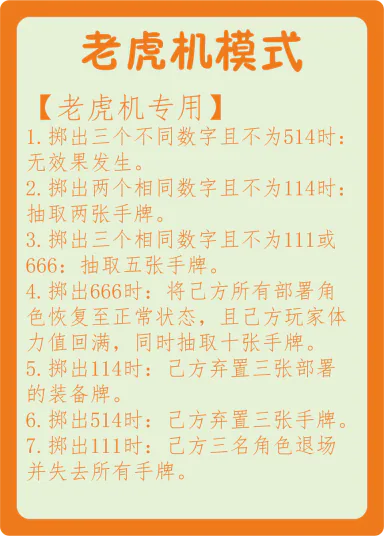 老虎机模式
【老虎机专用】
1.掷出三个不同数字且不为514时：
无效果发生。
2.掷出两个相同数字且不为114时：
抽取两张手牌。
3.掷出三个相同数字且不为111或
666：抽取五张手牌。
4.掷出666时：将己方所有部署角
色恢复至正常状态，且己方玩家体
力值回满，同时抽取十张手牌。
5.掷出114时：己方弃置三张部署
的装备牌。
6.掷出514时：己方弃置三张手牌。
7.掷出111时：己方三名角色退场
并失去所有手牌。